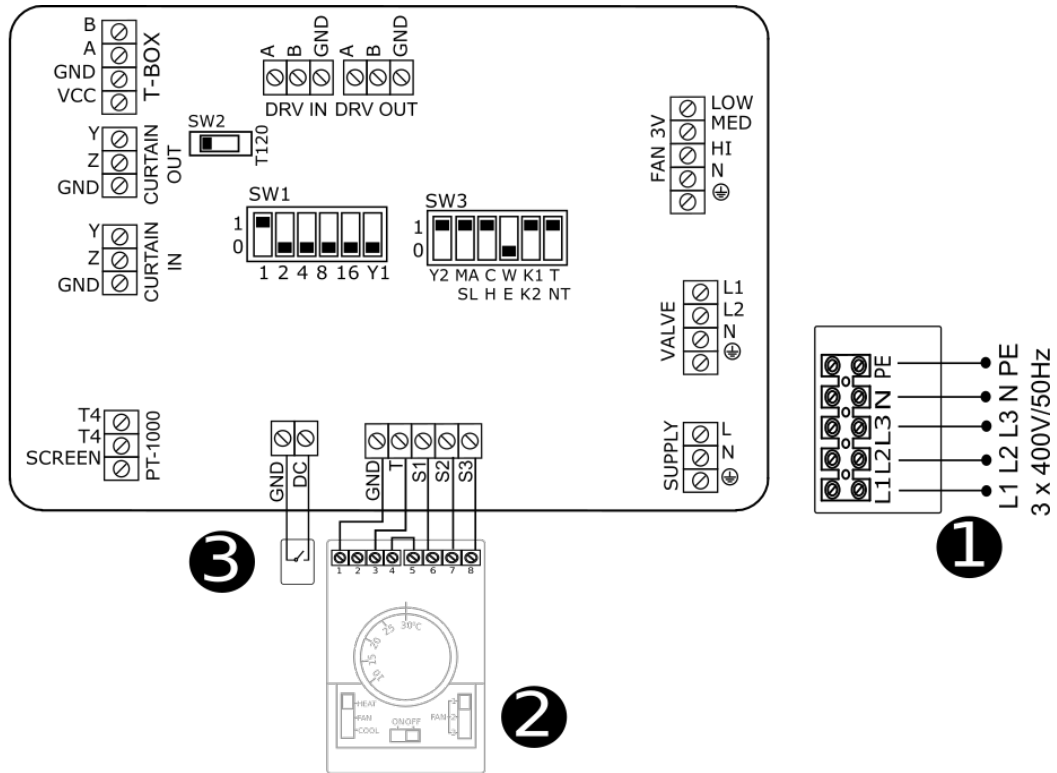 B
A
GND
VCC
T-BOX
A
B
GND
A
B
GND
DRV IN DRV OUT
SW2
T120
Y
Z
GND
CURTAIN
OUT
Y
Z
GND
CURTAIN
IN
SW1
1
0
1 2 4 8 16 Y1
SW3
1
0
Y2 MA C W K1 T
SL H E K2 NT
LOW
MED
HI
N
FAN 3V
L1
L2
N
VALVE
L
N
SUPPLY
T4
T4
SCREEN
PT-1000
GND
DC
GND
T
S1
S2
S3
3
1 2 3 4 5 6 7 8
10
15
20
25
30°C
HEAT
FAN
COOL
ON OFF
FAN
1
2
3
2
PE
N
L3
L2
L1
L1 L2 L3 N PE
3 x 400V/50Hz
1